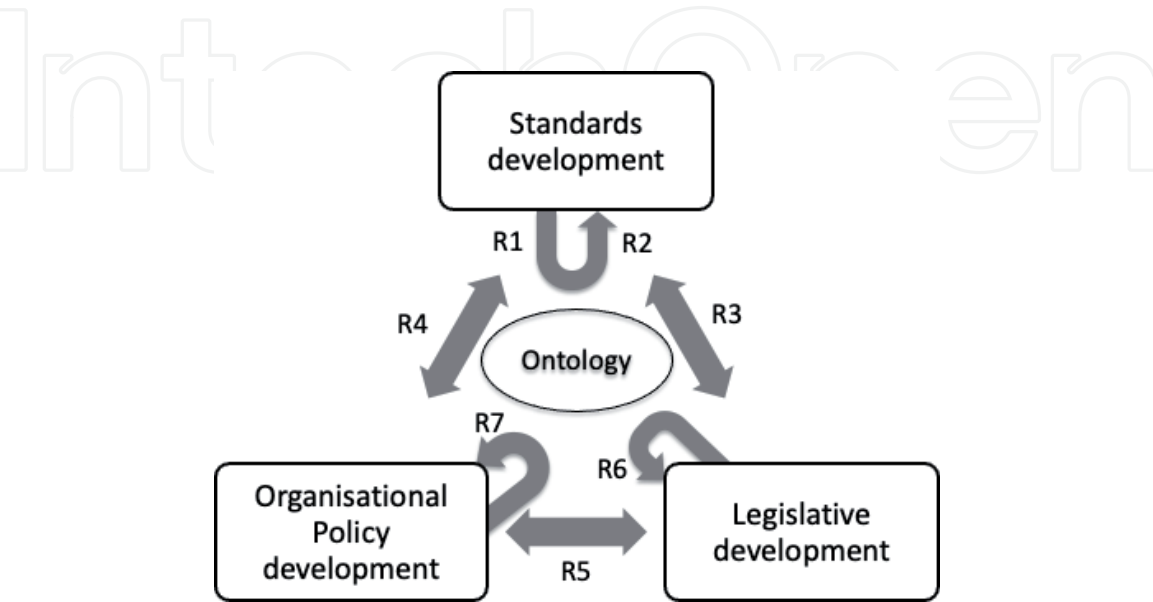 IntechOpen
Standards
development
R1
R2
R4
R3
Ontology
R7
R6
Organisational
Policy
development
Legislative
development
R5